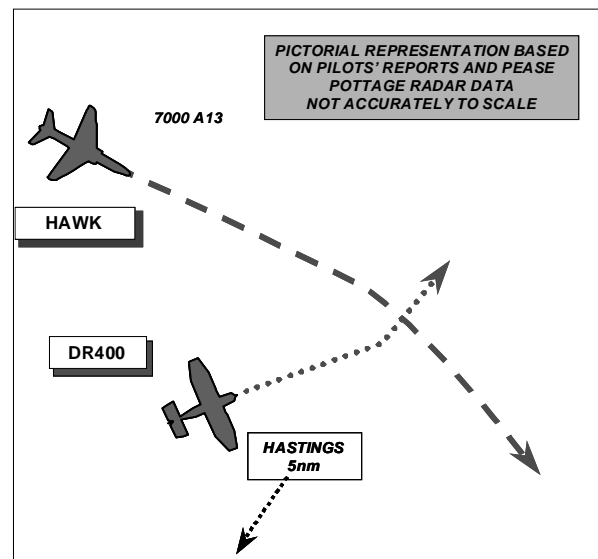 PICTORIAL REPRESENTATION BASED
ON PILOTS' REPORTS AND PEASE
POTTAGE RADAR DATA
NOT ACCURATELY TO SCALE
7000 A13
HAWK
DR400
HASTINGS
5nm